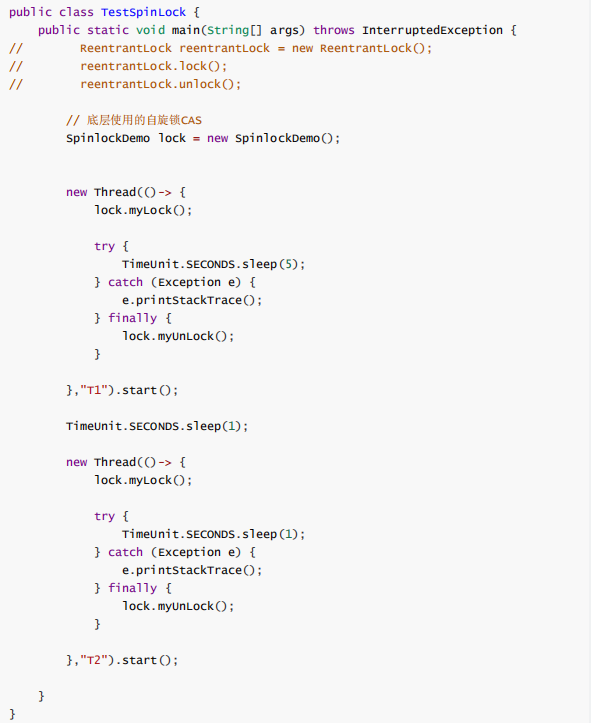 public class TestSpinLock {
    public static void main(String[] args) throws InterruptedException {
//        ReentrantLock reentrantLock = new ReentrantLock();
//        reentrantLock.lock();
//        reentrantLock.unlock();
        // 底层使用的自旋锁CAS
        SpinlockDemo lock = new SpinlockDemo();
        new Thread(()-> {
            lock.myLock();
            try {
                TimeUnit.SECONDS.sleep(5);
            } catch (Exception e) {
                e.printStackTrace();
            } finally {
                lock.myUnLock();
            }
        },"T1").start();
        TimeUnit.SECONDS.sleep(1);
        new Thread(()-> {
            lock.myLock();
            try {
                TimeUnit.SECONDS.sleep(1);
            } catch (Exception e) {
                e.printStackTrace();
            } finally {
                lock.myUnLock();
            }
        },"T2").start();
    }
}